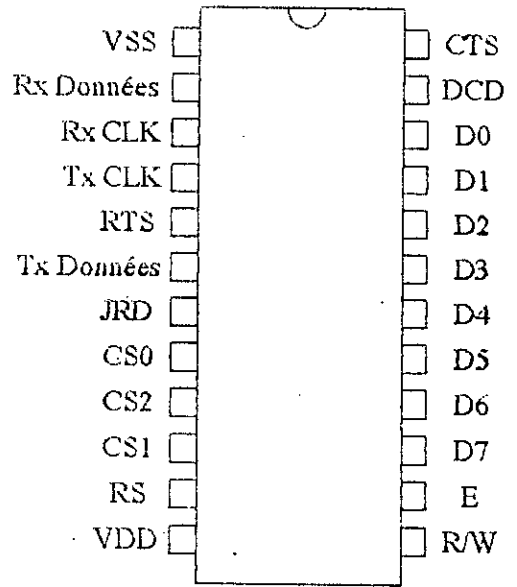 VSS
Rx Données
Rx CLK
Tx CLK
RTS
Tx Données
JRD
CS0
CS2
CS1
RS
VDD
CTS
DCD
D0
D1
D2
D3
D4
D5
D6
D7
E
R/W